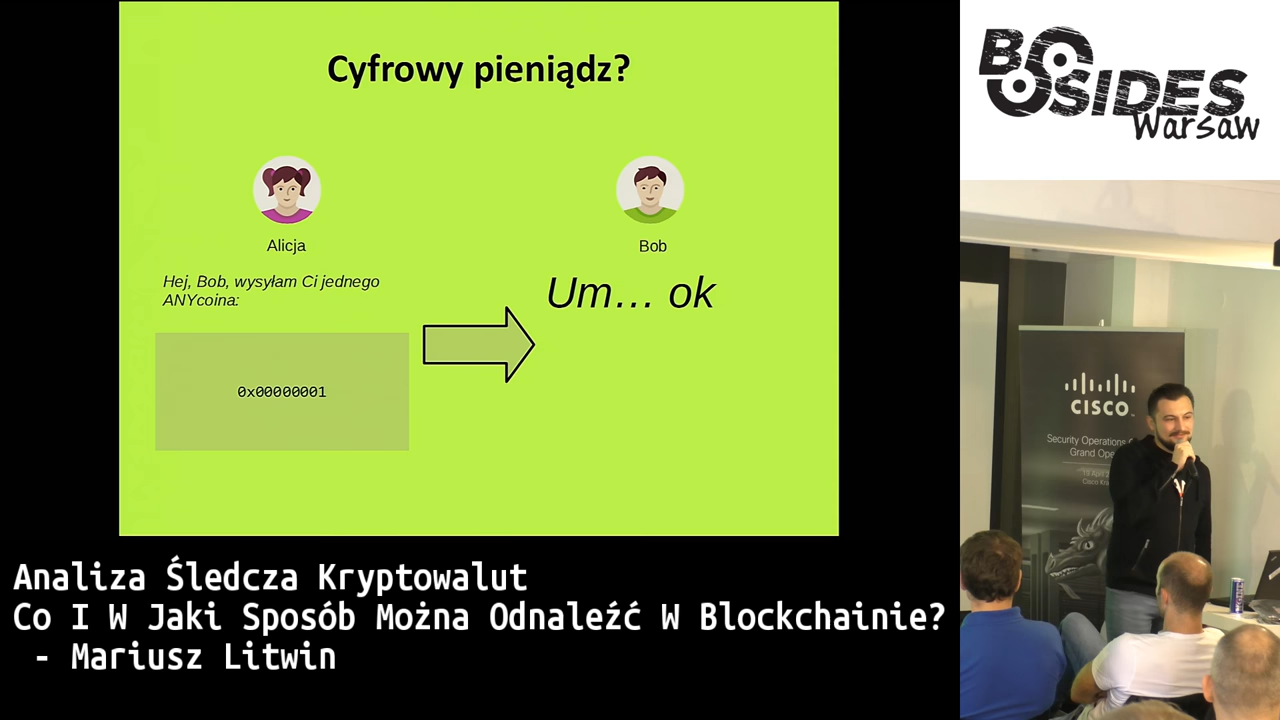 Cyfrowy pieniądz?
Alicja
Bob
Hej, Bob, wysyłam Ci jednego
ANYcoina:
Um... ok
0x00000001
Analiza Śledcza Kryptowalut
Co I W Jaki Sposób Można Odnaleźć W Blockchainie?
- Mariusz Litwin
BSIDES
Warsaw
CISCO
Security Operations
Grand Ope